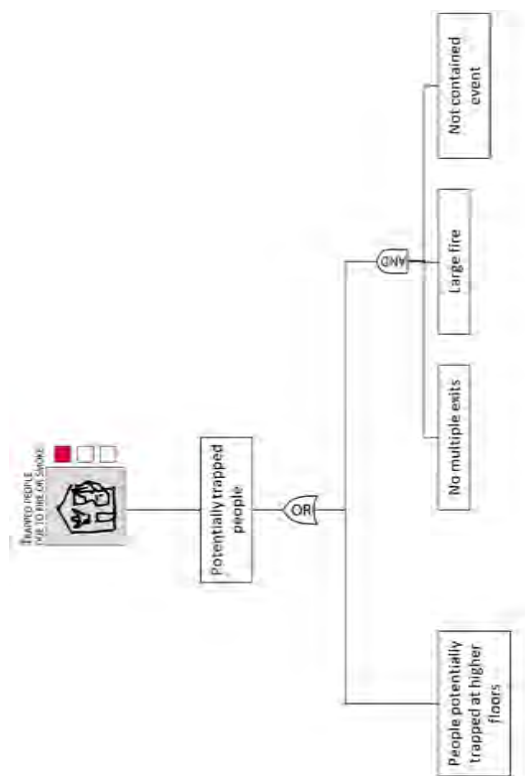 TRAPPED PEOPLE
DUE TO FIRE OR SMOKE
Potentially trapped
people
OR
AND
People potentially
trapped at higher
floors
No multiple exits
Large fire
Not contained
event